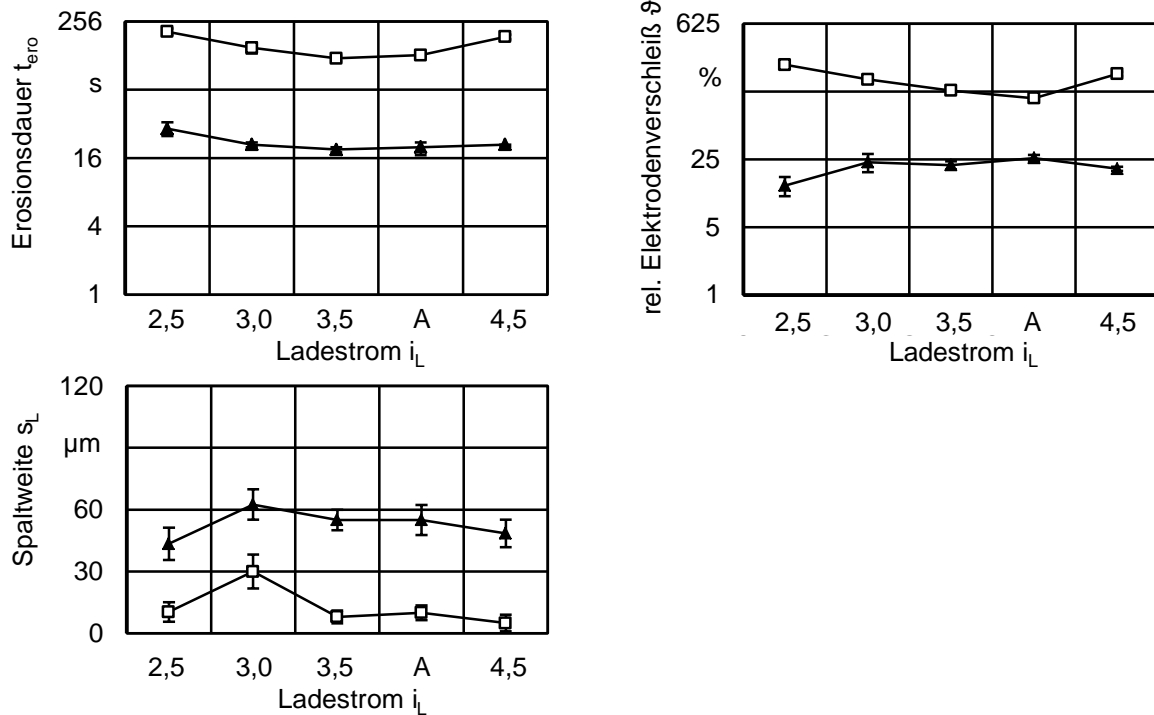 Erosionsdauer t_ero
256
s
16
4
1
2,5 3,0 3,5 A 4,5
Ladestrom i_L
rel. Elektrodenverschleiß ϑ
625
%
25
5
1
2,5 3,0 3,5 A 4,5
Ladestrom i_L
Spaltweite s_L
120
µm
60
30
0
2,5 3,0 3,5 A 4,5
Ladestrom i_L